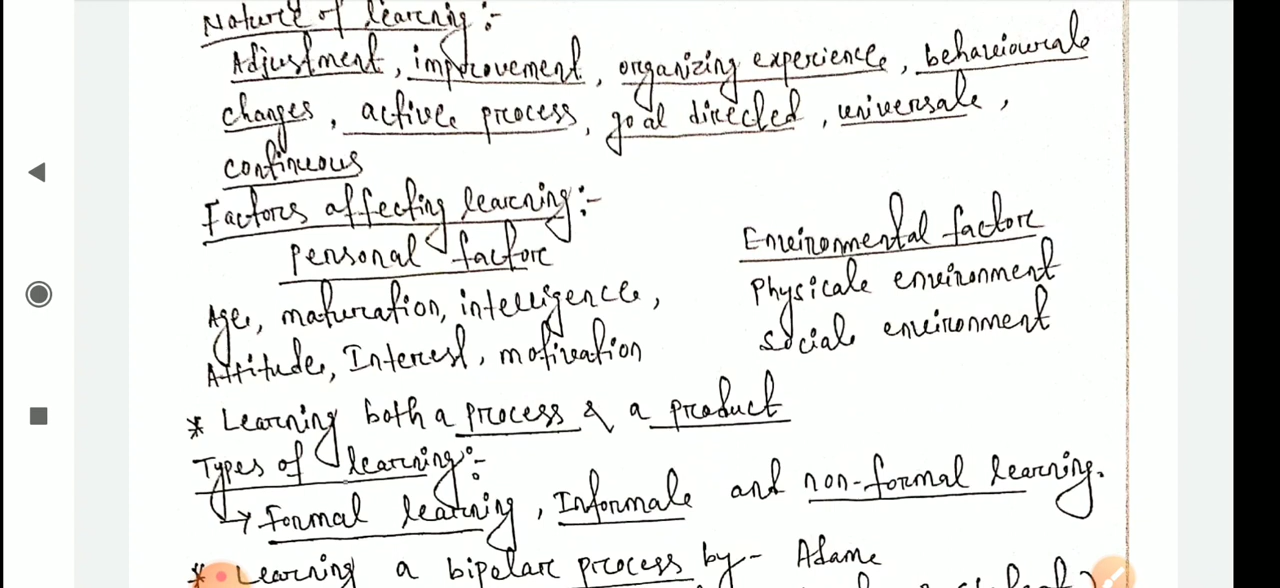 Nature of learning :-
Adjustment, improvement, organizing experience, behavioural
changes, active process, goal directed, universal,
continuous
Factors affecting learning :-
Personal factor
Environmental factor
Age, maturation, intelligence,
Physical environment
Attitude, Interest, motivation
Social environment
* Learning both a process & a product
Types of learning :-
→ Formal learning, Informal and non-formal learning.
* Learning a bipolar process by - Adame